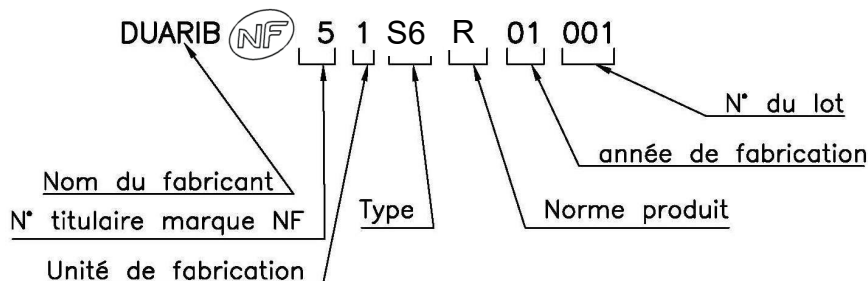 DUARIB NF 5 1 S6 R 01 001
N° du lot
année de fabrication
Nom du fabricant
N° titulaire marque NF
Type
Norme produit
Unité de fabrication